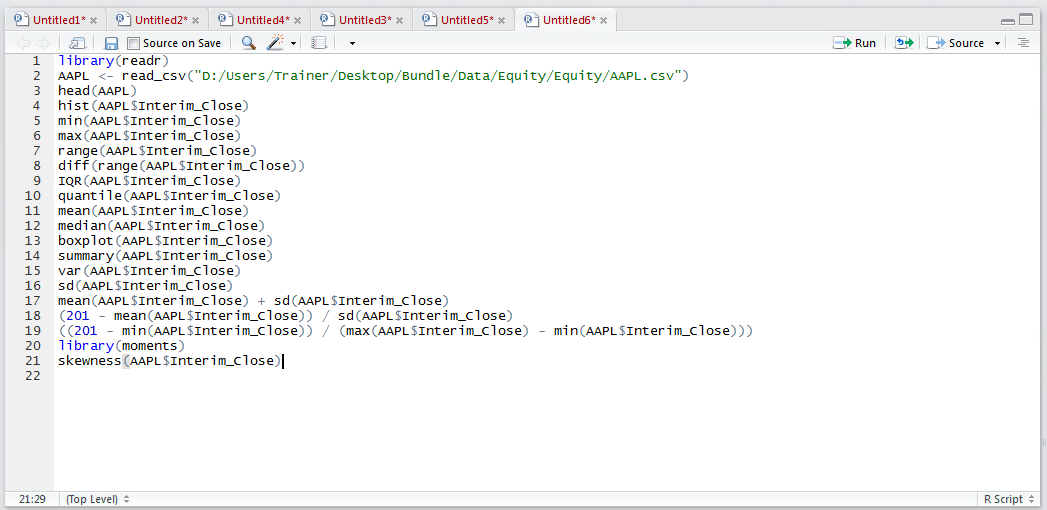 Untitled1* Untitled2* Untitled4* Untitled3* Untitled5* Untitled6*
Source on Save Run Source
1 library(readr)
2 AAPL <- read_csv("D:/Users/Trainer/Desktop/Bundle/Data/Equity/Equity/AAPL.csv")
3 head(AAPL)
4 hist(AAPL$Interim_Close)
5 min(AAPL$Interim_Close)
6 max(AAPL$Interim_Close)
7 range(AAPL$Interim_Close)
8 diff(range(AAPL$Interim_Close))
9 IQR(AAPL$Interim_Close)
10 quantile(AAPL$Interim_Close)
11 mean(AAPL$Interim_Close)
12 median(AAPL$Interim_Close)
13 boxplot(AAPL$Interim_Close)
14 summary(AAPL$Interim_Close)
15 var(AAPL$Interim_Close)
16 sd(AAPL$Interim_Close)
17 mean(AAPL$Interim_Close) + sd(AAPL$Interim_Close)
18 (201 - mean(AAPL$Interim_Close)) / sd(AAPL$Interim_Close)
19 ((201 - min(AAPL$Interim_Close)) / (max(AAPL$Interim_Close) - min(AAPL$Interim_Close)))
20 library(moments)
21 skewness(AAPL$Interim_Close)
22
21:29 (Top Level) R Script